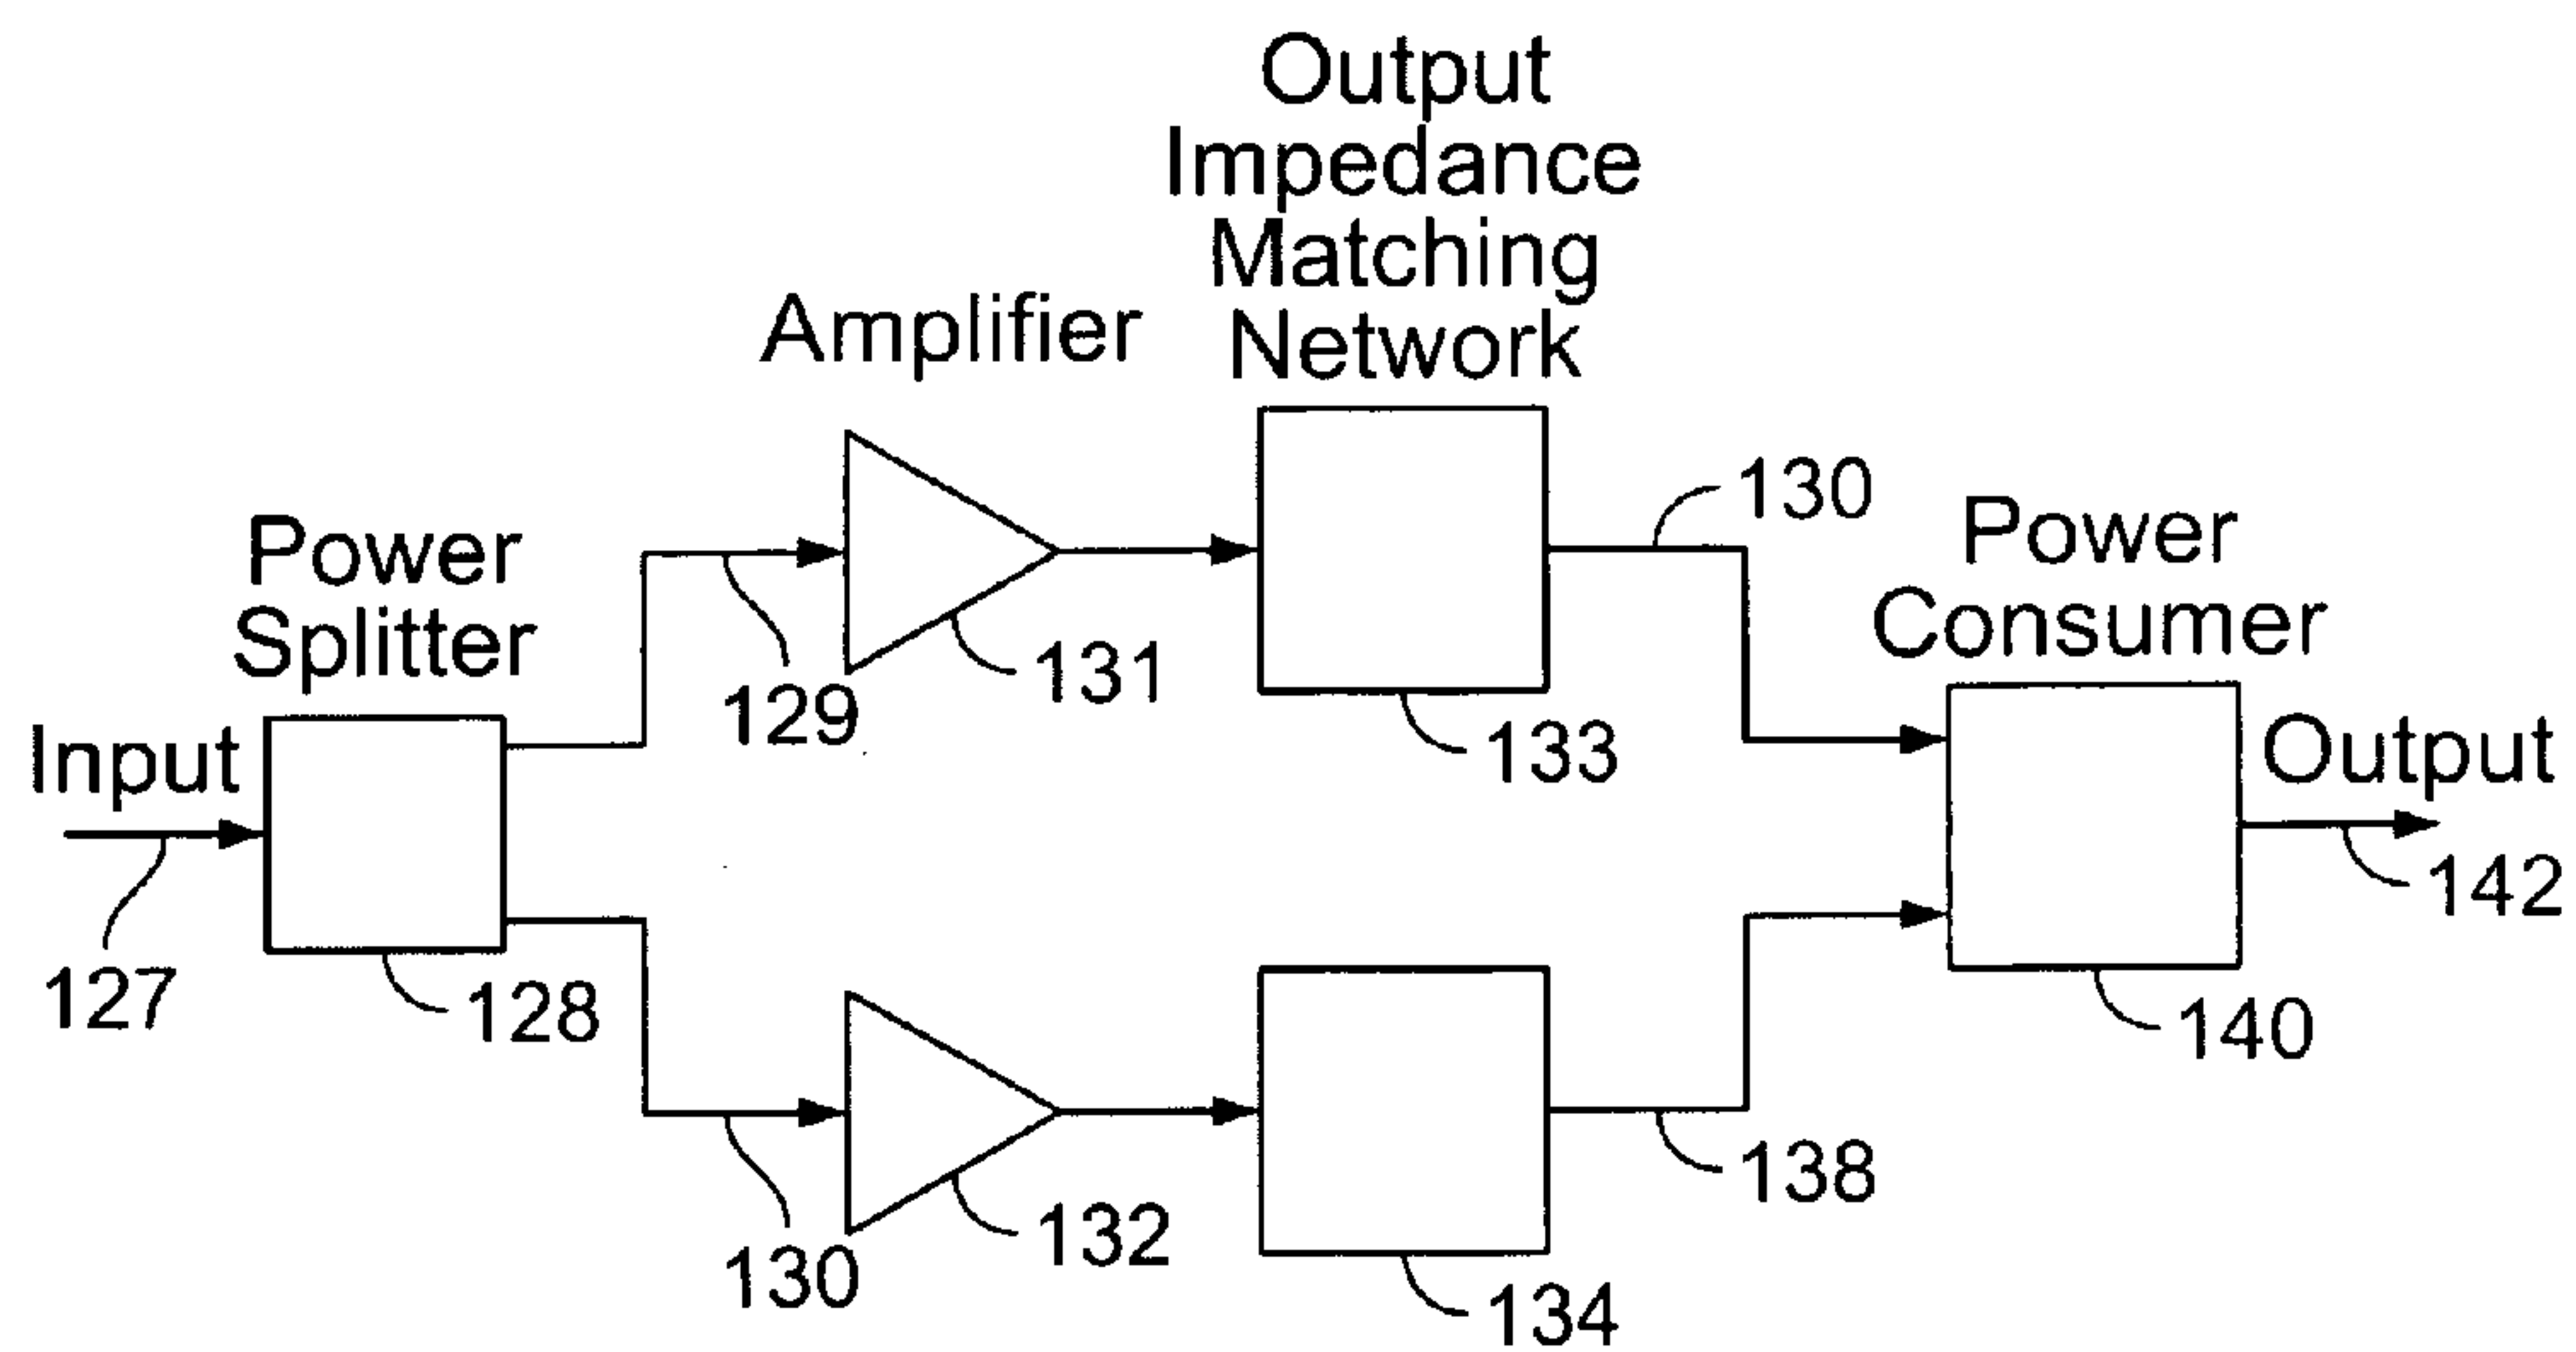 Output
Impedance
Matching
Network
Amplifier
130
Power
Consumer
Power
Splitter
131
129
133
Input
Output
142
127
128
140
138
132
130
134